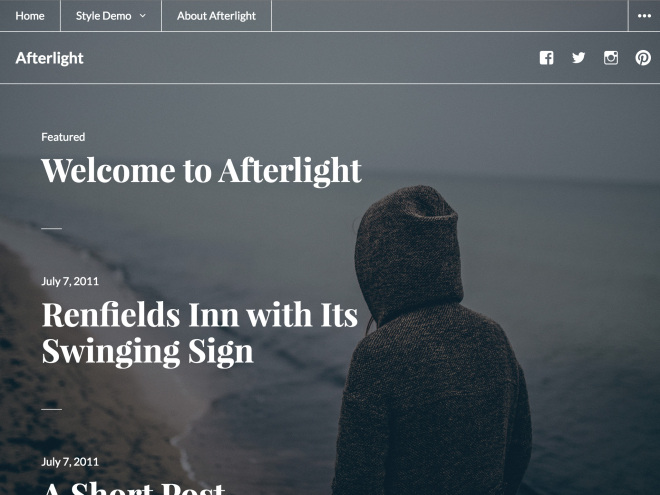 Home
Style Demo
About Afterlight
Afterlight
Featured
Welcome to Afterlight
July 7, 2011
Renfields Inn with Its
Swinging Sign
July 7, 2011
A Short Post